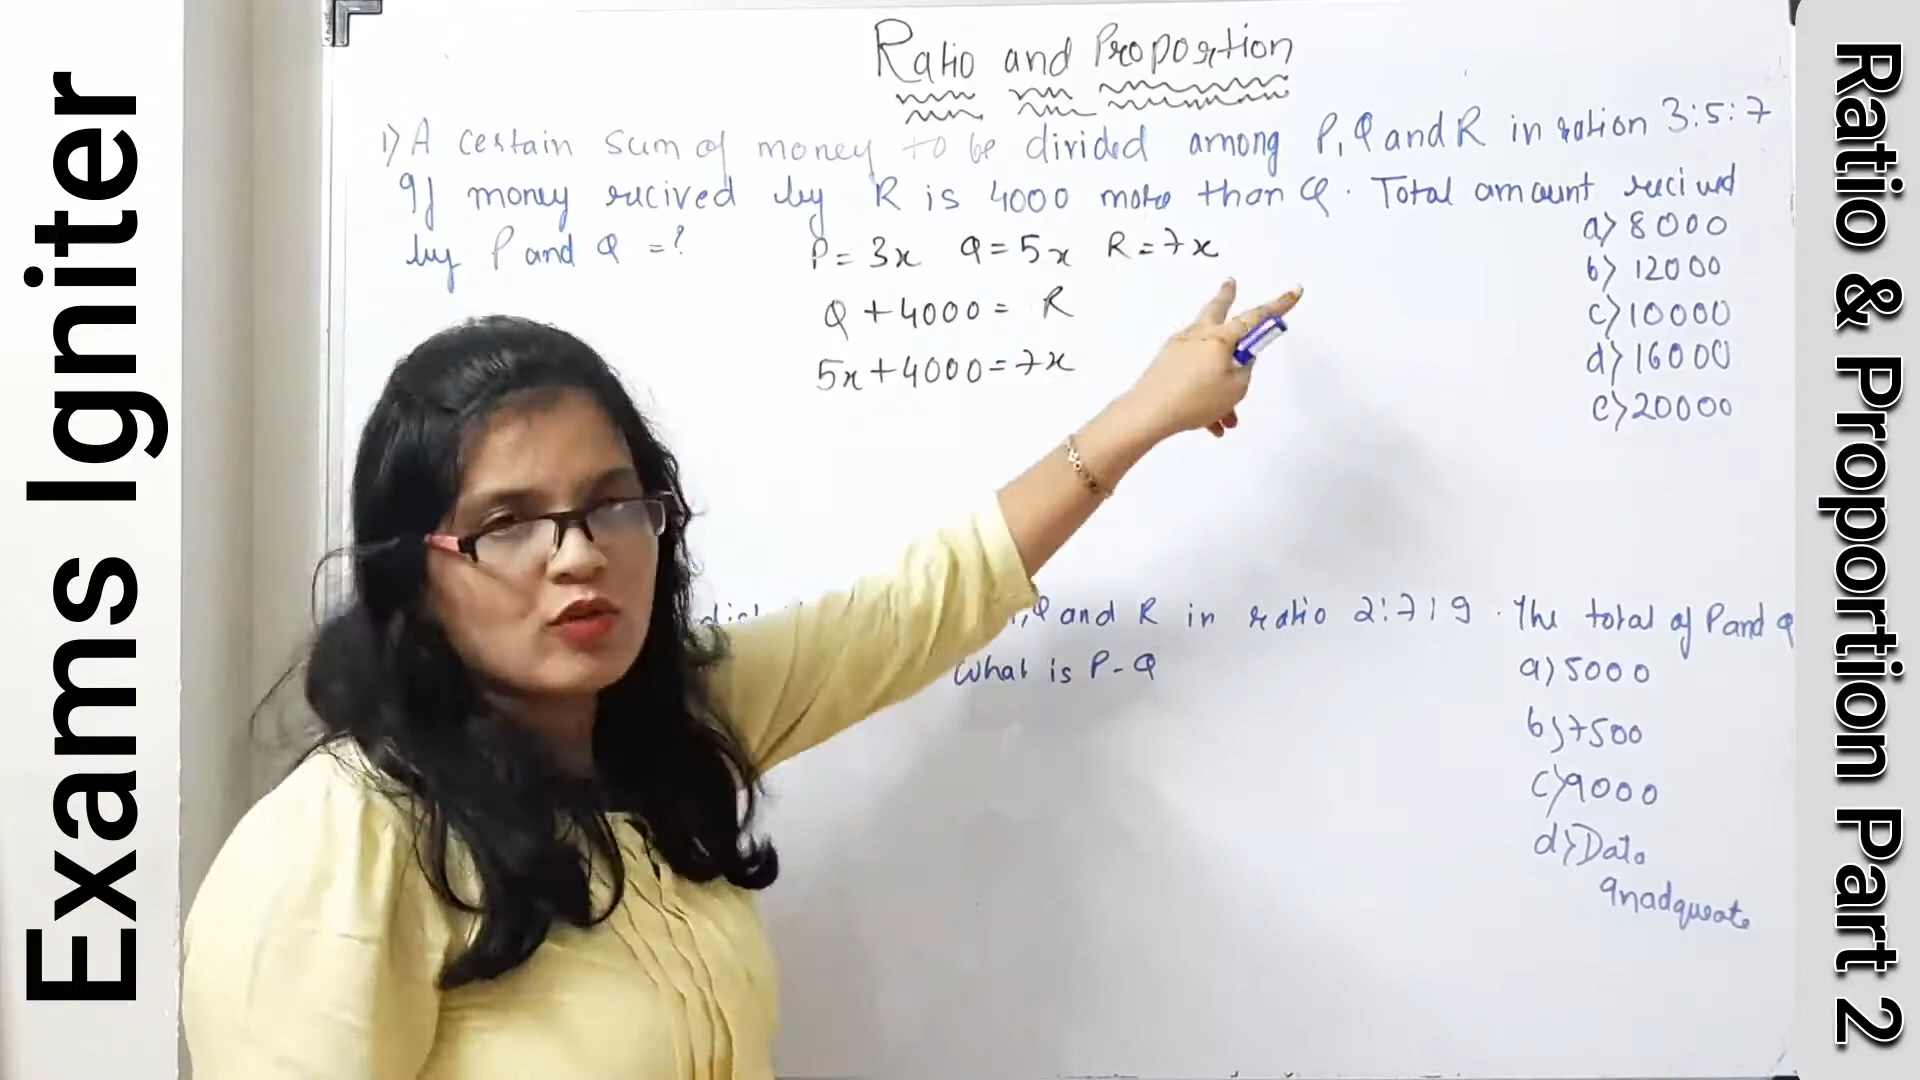 Exams Igniter
Ratio and Proportion
1) A certain sum of money to be divided among P, Q and R in ration 3:5:7
If money recived by R is 4000 more than Q. Total amount recived
by P and Q = ?
a) 8000
b) 12000
c) 10000
d) 16000
e) 20000
P = 3x Q = 5x R = 7x
Q + 4000 = R
5x + 4000 = 7x
Q and R in ratio 2:7:9. The total of P and Q
What is P - Q
a) 5000
b) 7500
c) 9000
d) Data
Inadquate
Ratio & Proportion Part 2